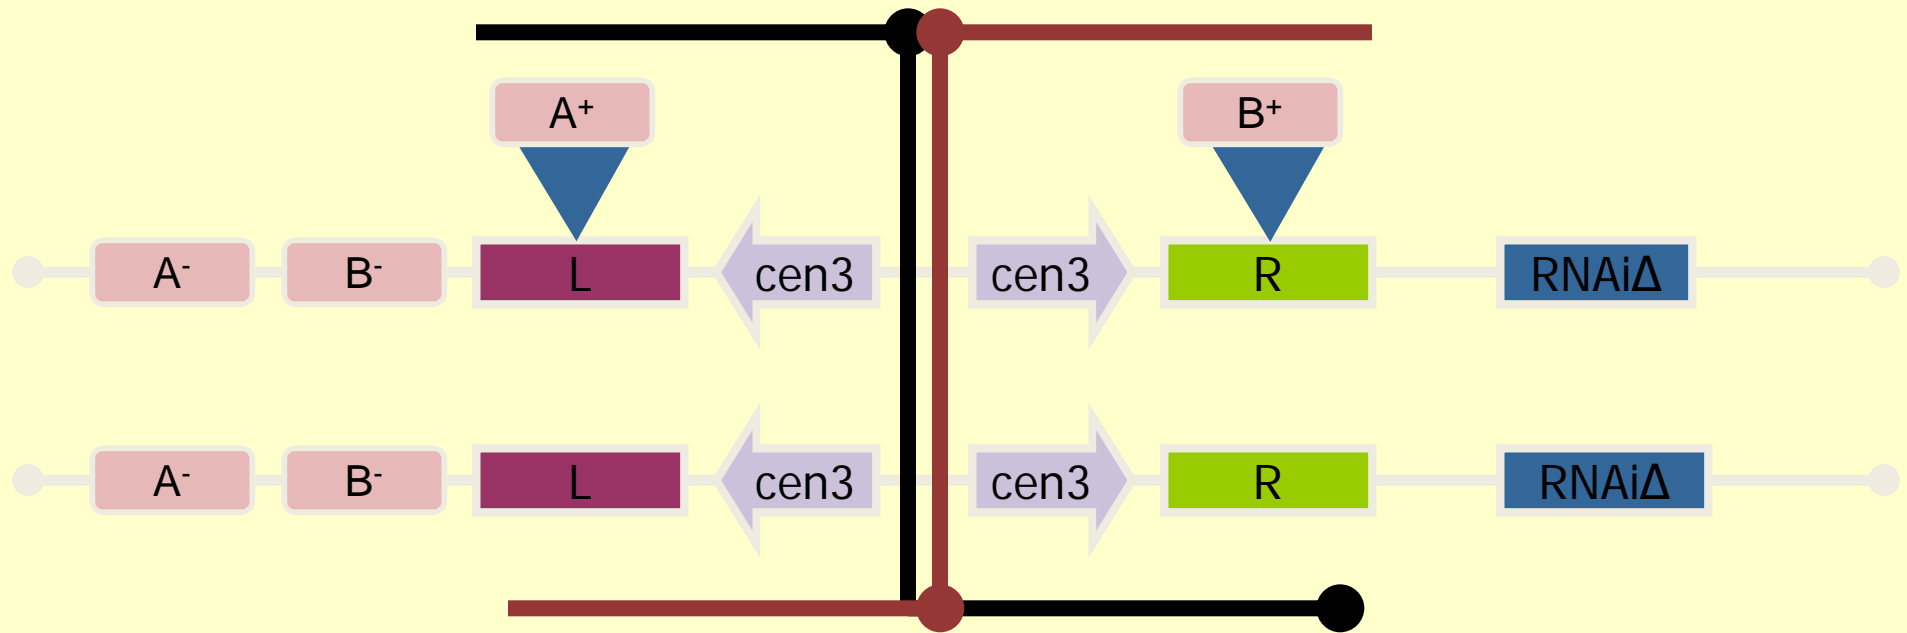 A⁺ B⁺
A⁻ B⁻ L cen3 cen3 R RNAiΔ
A⁻ B⁻ L cen3 cen3 R RNAiΔ